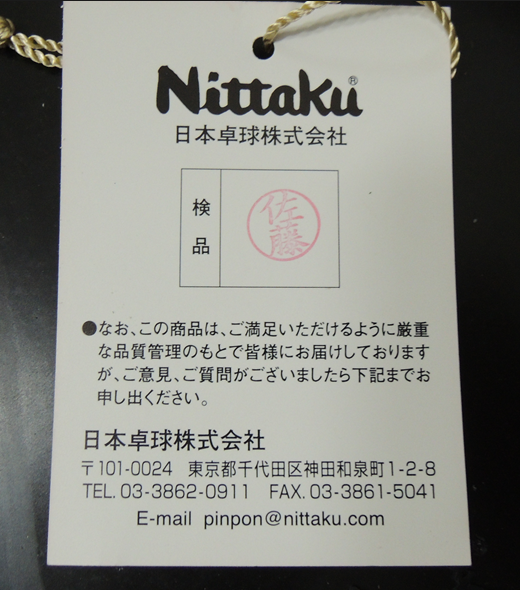 Nittaku®
日本卓球株式会社
検品
佐藤
●なお、この商品は、ご満足いただけるように厳重
な品質管理のもとで皆様にお届けしております
が、ご意見、ご質問がございましたら下記までお
申し出ください。
日本卓球株式会社
〒101-0024 東京都千代田区神田和泉町1-2-8
TEL. 03-3862-0911 FAX. 03-3861-5041
E-mail pinpon@nittaku.com